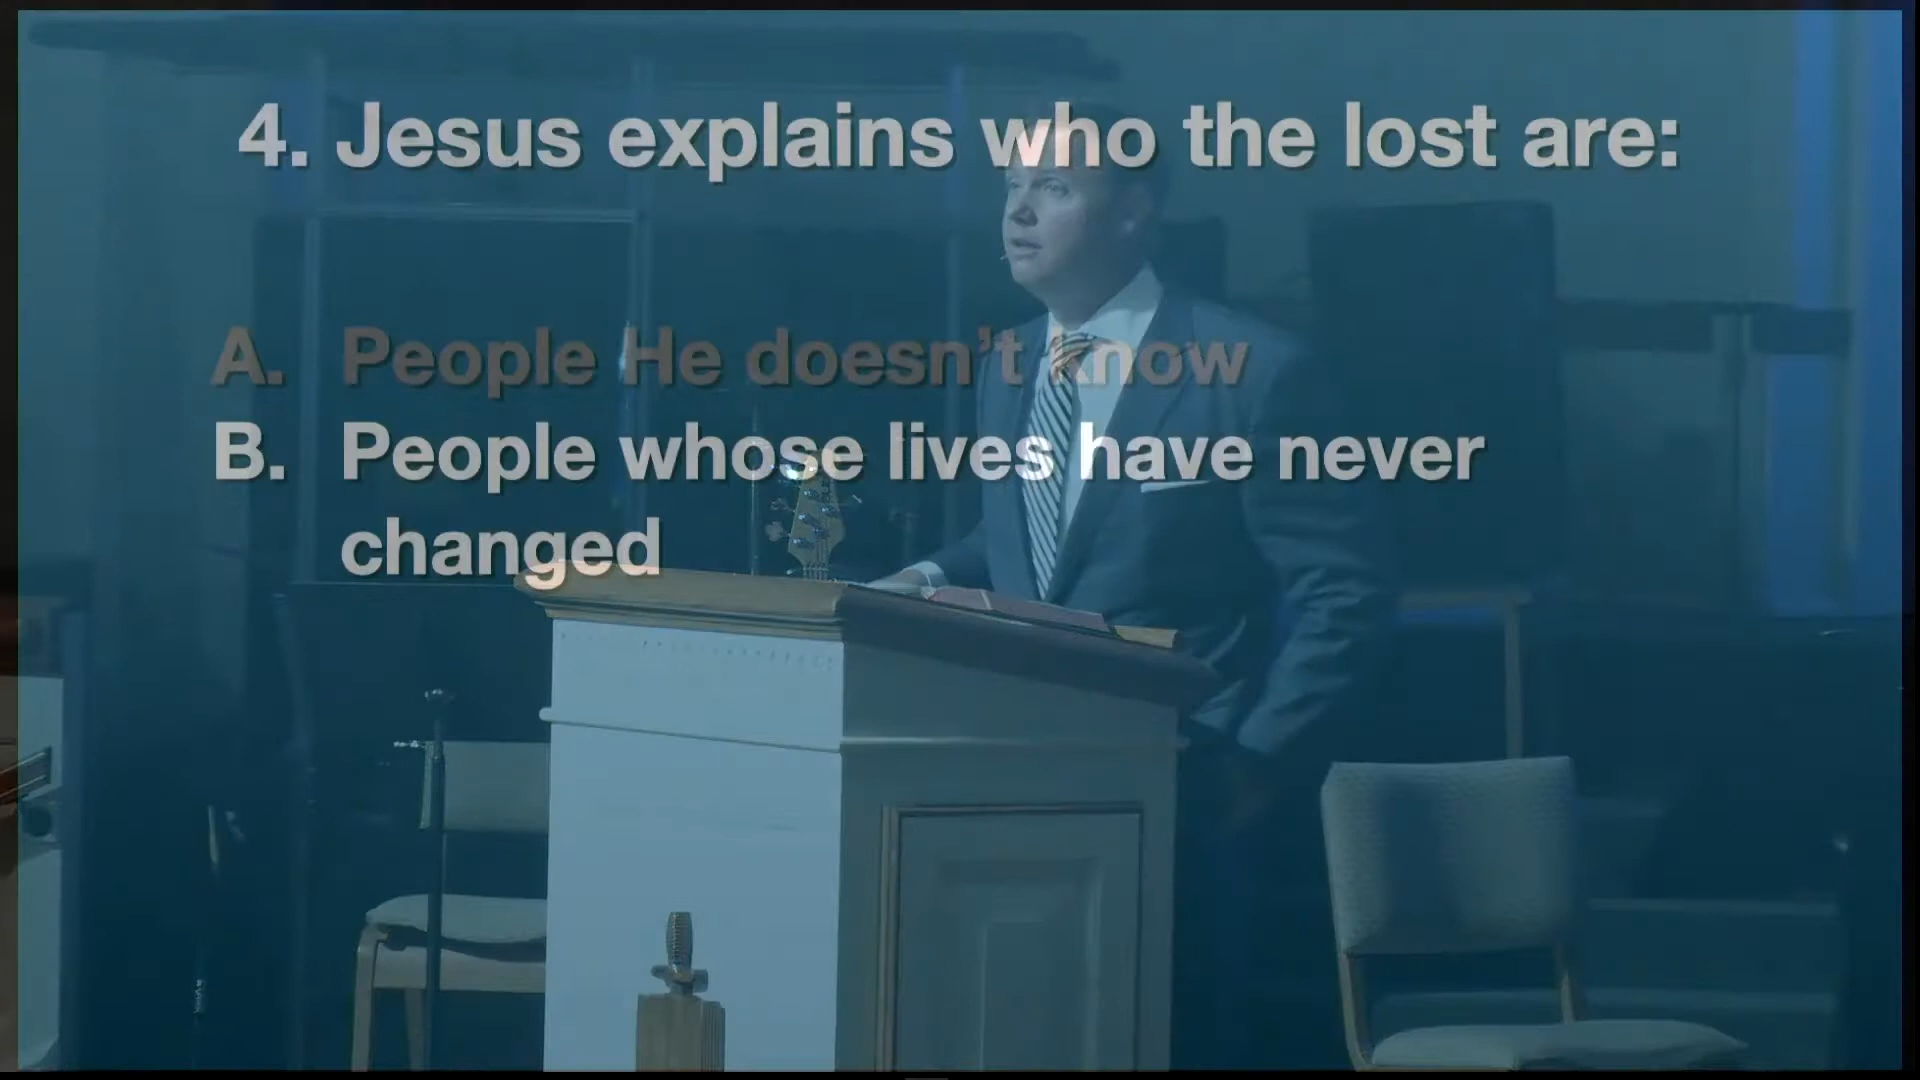 4. Jesus explains who the lost are:
A. People He doesn't know
B. People whose lives have never
changed